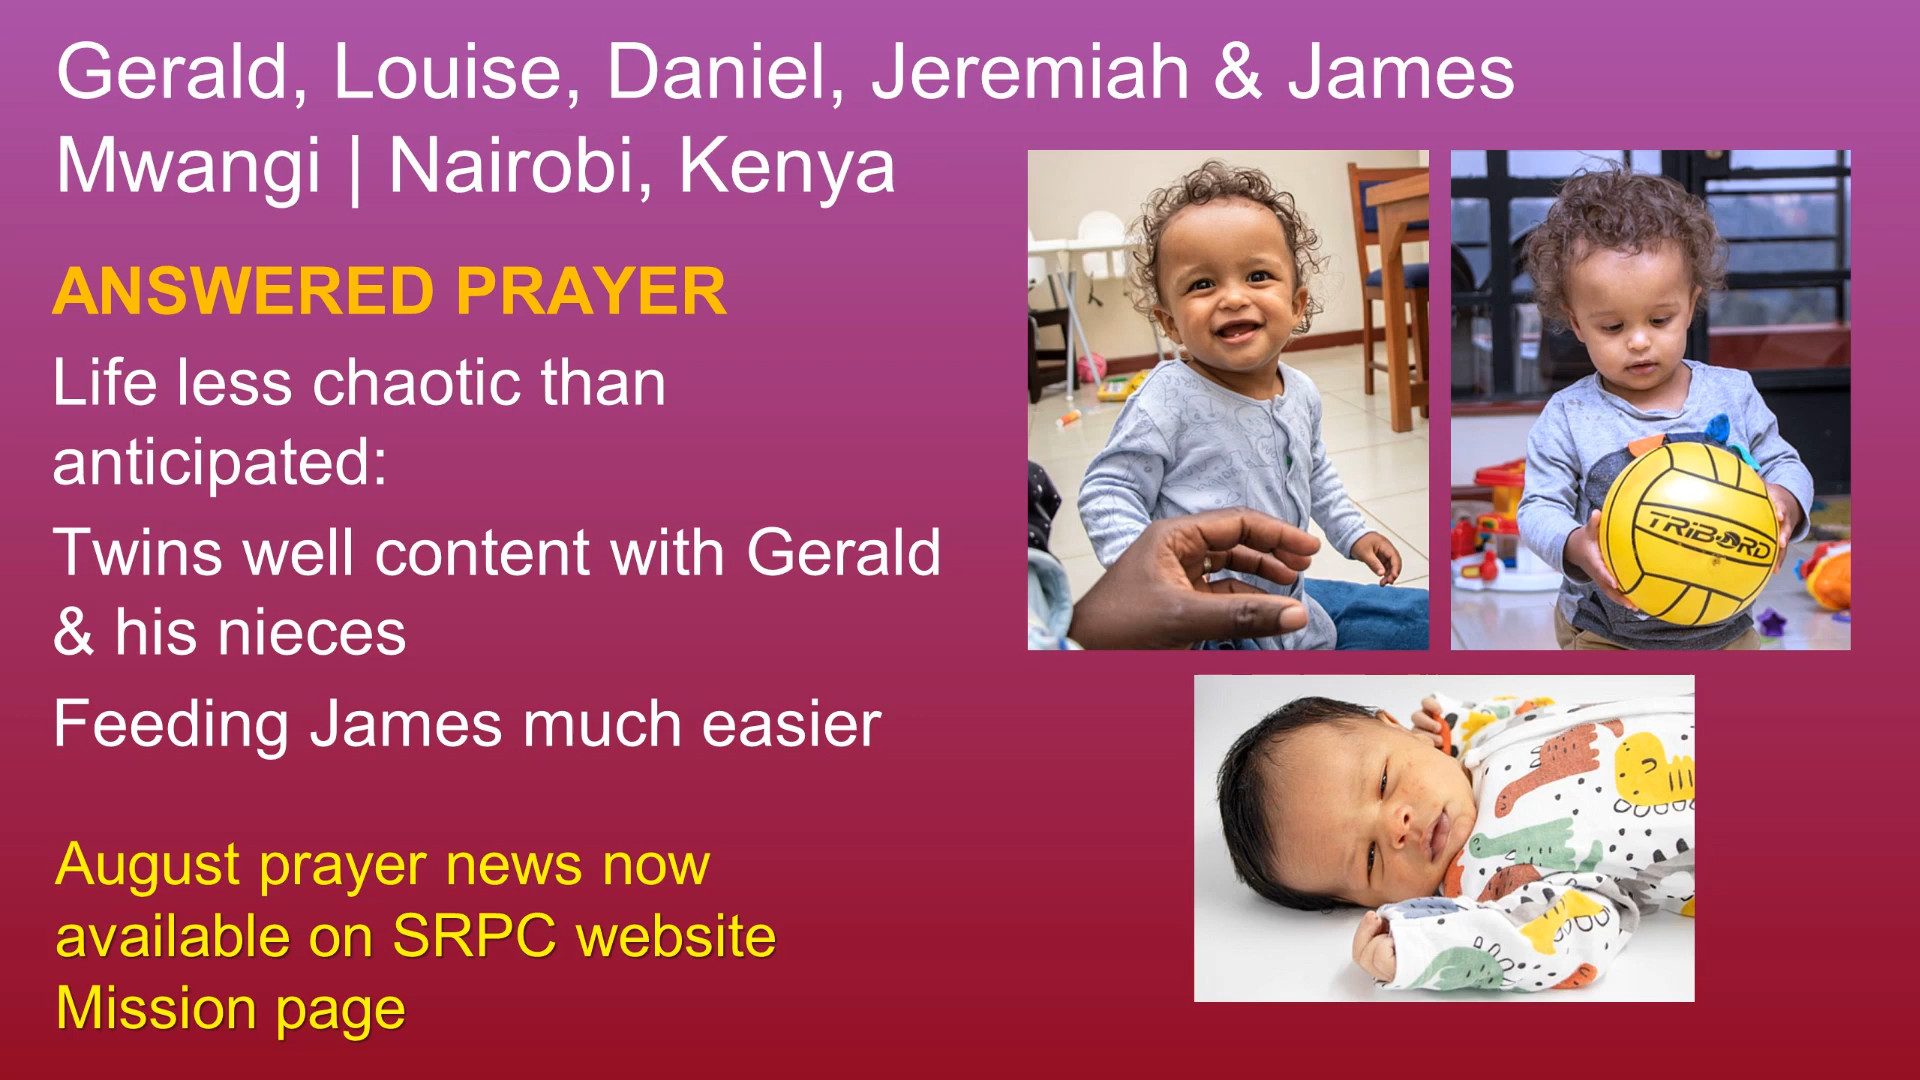 Gerald, Louise, Daniel, Jeremiah & James
Mwangi | Nairobi, Kenya
ANSWERED PRAYER
Life less chaotic than
anticipated:
Twins well content with Gerald
& his nieces
Feeding James much easier
August prayer news now
available on SRPC website
Mission page
TRIBORD